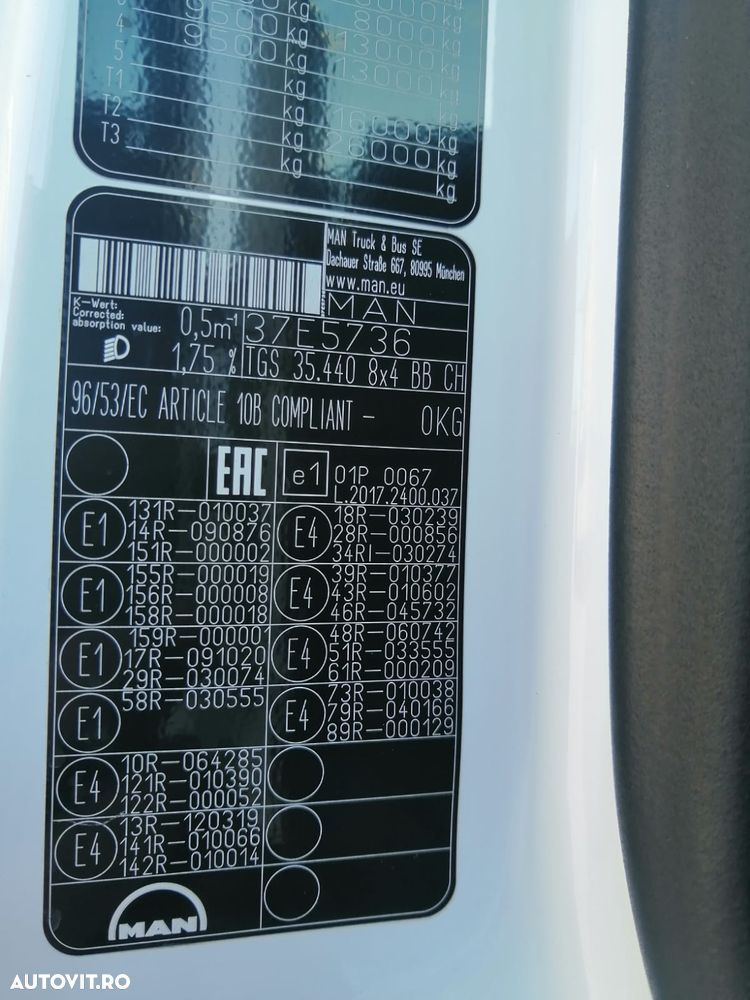 4 9500 kg 8000 kg
5 9500 kg 13000 kg
T1 kg 13000 kg
T2 kg
T3 kg 16000 kg
kg 26000 kg
kg
MAN Truck & Bus SE
Dachauer Straße 667, 80995 München
www.man.eu
MAN
K-Wert:
Corrected
absorption value: 0,5m-1
37E5736
1,75 %
TGS 35.440 8x4 BB CH
96/53/EC ARTICLE 10B COMPLIANT - 0KG
EAC e1 01P 0067
L.2017.2400.037
E1
131R-010037
14R-090876
151R-000002
E4
18R-030239
28R-000856
34RI-030274
E1
155R-000019
156R-000008
158R-000018
E4
39R-010377
43R-010602
46R-045732
E1
159R-000001
17R-091020
29R-030074
E4
48R-060742
51R-033555
61R-000209
E1
58R-030555
E4
73R-010038
79R-040166
89R-000129
E4
10R-064285
121R-010390
122R-000052
E4
13R-120319
141R-010066
142R-010014
MAN
AUTOVIT.RO